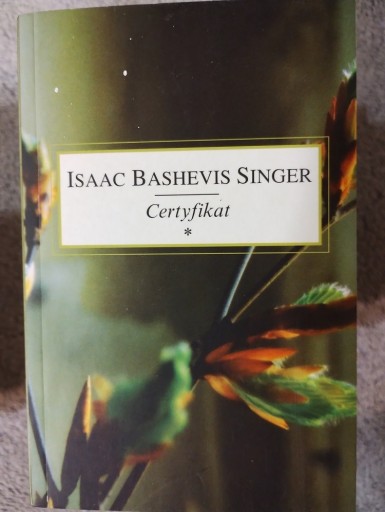 ISAAC BASHEVIS SINGER
Certyfikat
*